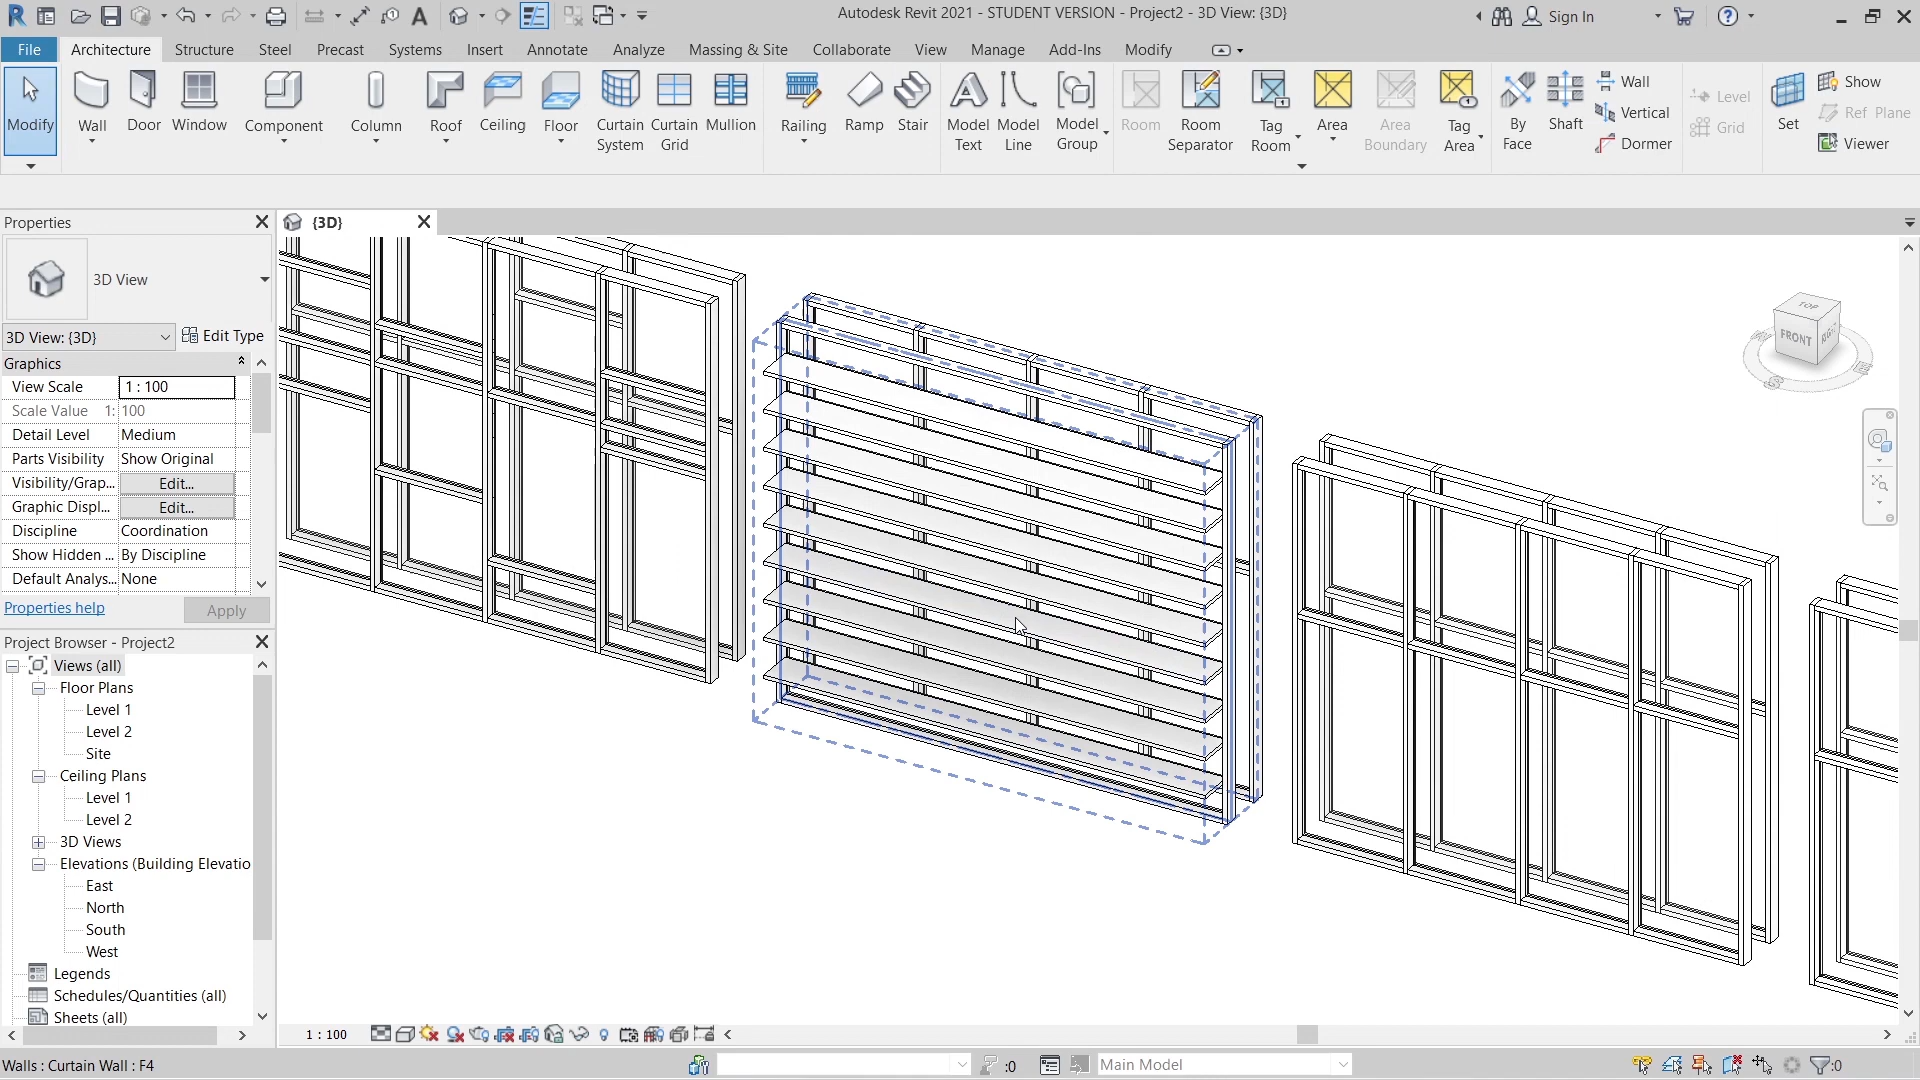 Autodesk Revit 2021 - STUDENT VERSION - Project2 - 3D View: {3D}
Sign In
File
Architecture
Structure
Steel
Precast
Systems
Insert
Annotate
Analyze
Massing & Site
Collaborate
View
Manage
Add-Ins
Modify
Modify
Wall
Door
Window
Component
Column
Roof
Ceiling
Floor
Curtain System
Curtain Grid
Mullion
Railing
Ramp
Stair
Model Text
Model Line
Model Group
Room
Room Separator
Tag Room
Area
Area Boundary
Tag Area
By Face
Shaft
Wall
Vertical
Dormer
Level
Grid
Set
Show
Ref Plane
Viewer
Properties
{3D}
3D View
3D View: {3D}
Edit Type
Graphics
View Scale 1 : 100
Scale Value 1: 100
Detail Level Medium
Parts Visibility Show Original
Visibility/Grap... Edit...
Graphic Displ... Edit...
Discipline Coordination
Show Hidden ... By Discipline
Default Analys... None
Properties help
Apply
Project Browser - Project2
Views (all)
Floor Plans
Level 1
Level 2
Site
Ceiling Plans
Level 1
Level 2
3D Views
Elevations (Building Elevatio
East
North
South
West
Legends
Schedules/Quantities (all)
Sheets (all)
TOP
FRONT
RIGHT
S
E
1 : 100
Walls : Curtain Wall : F4
:0
Main Model
:0